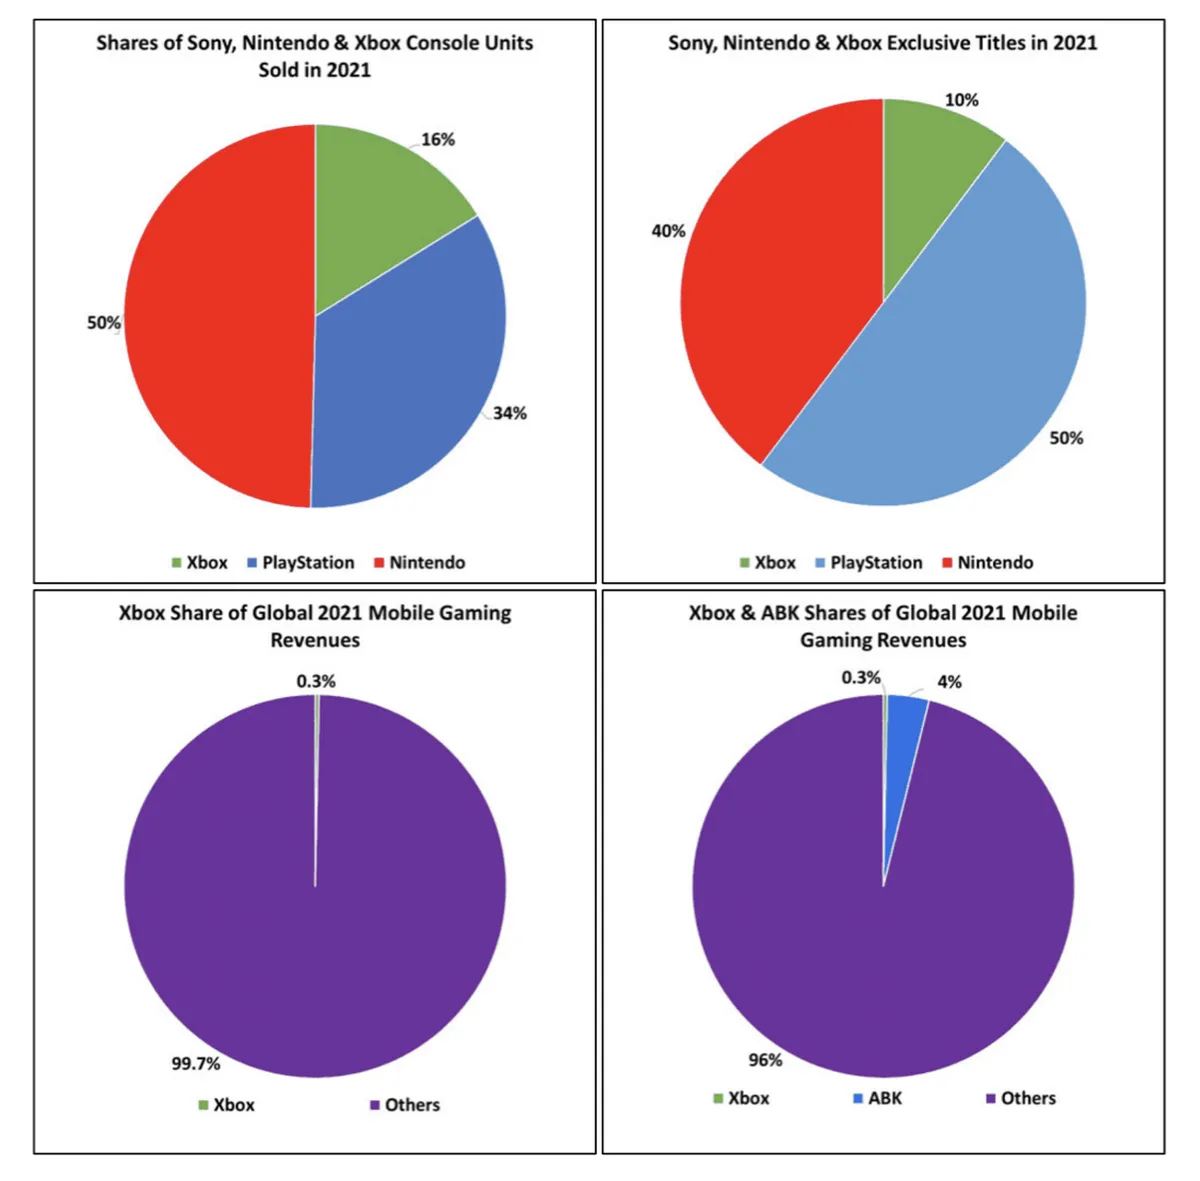 Shares of Sony, Nintendo & Xbox Console Units
Sold in 2021
16%
50%
34%
Xbox PlayStation Nintendo
Sony, Nintendo & Xbox Exclusive Titles in 2021
10%
40%
50%
Xbox PlayStation Nintendo
Xbox Share of Global 2021 Mobile Gaming
Revenues
0.3%
99.7%
Xbox Others
Xbox & ABK Shares of Global 2021 Mobile
Gaming Revenues
0.3% 4%
96%
Xbox ABK Others